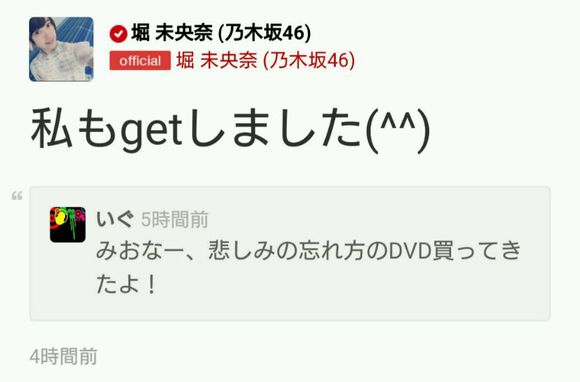 堀 未央奈 (乃木坂46)
official 堀 未央奈 (乃木坂46)
私もgetしました(^^)
いぐ 5時間前
みおなー、悲しみの忘れ方のDVD買ってき
たよ！
4時間前